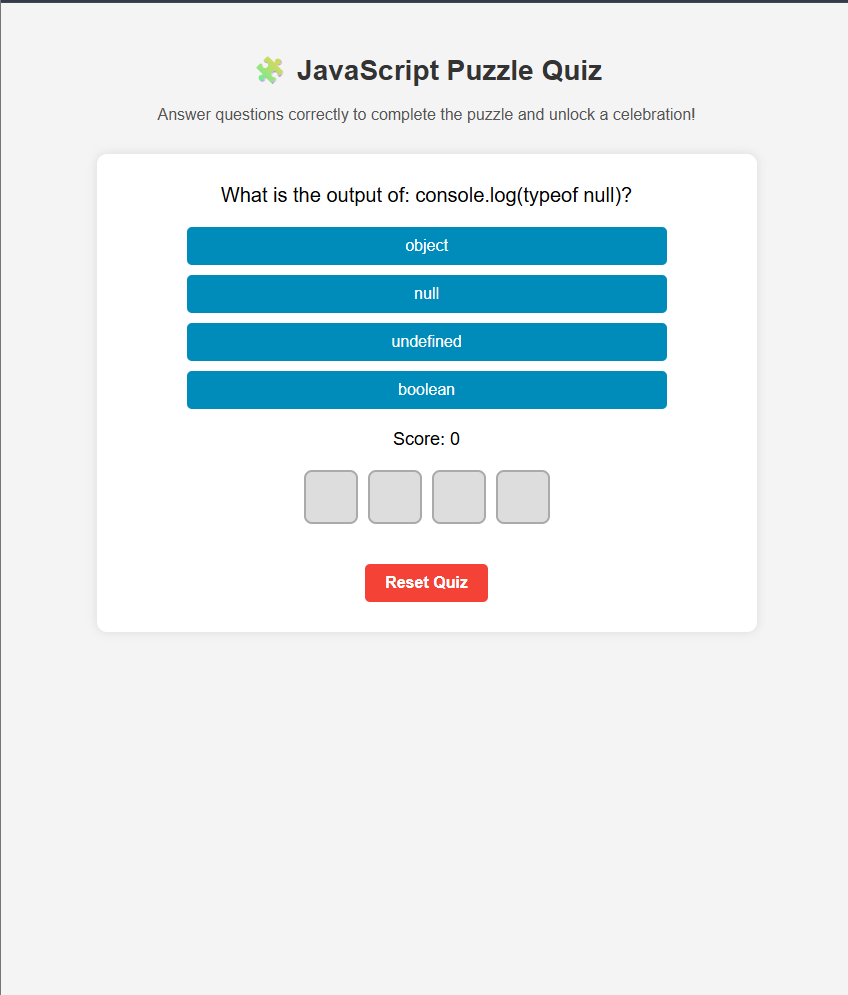 JavaScript Puzzle Quiz
Answer questions correctly to complete the puzzle and unlock a celebration!
What is the output of: console.log(typeof null)?
object
null
undefined
boolean
Score: 0
Reset Quiz